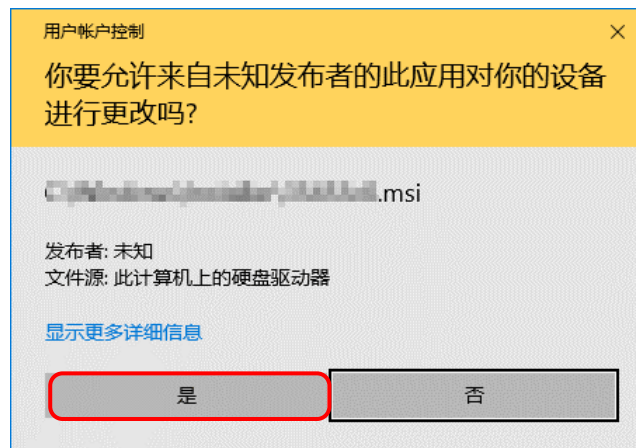 用户帐户控制
你要允许来自未知发布者的此应用对你的设备
进行更改吗?
.msi
发布者: 未知
文件源: 此计算机上的硬盘驱动器
显示更多详细信息
是
否